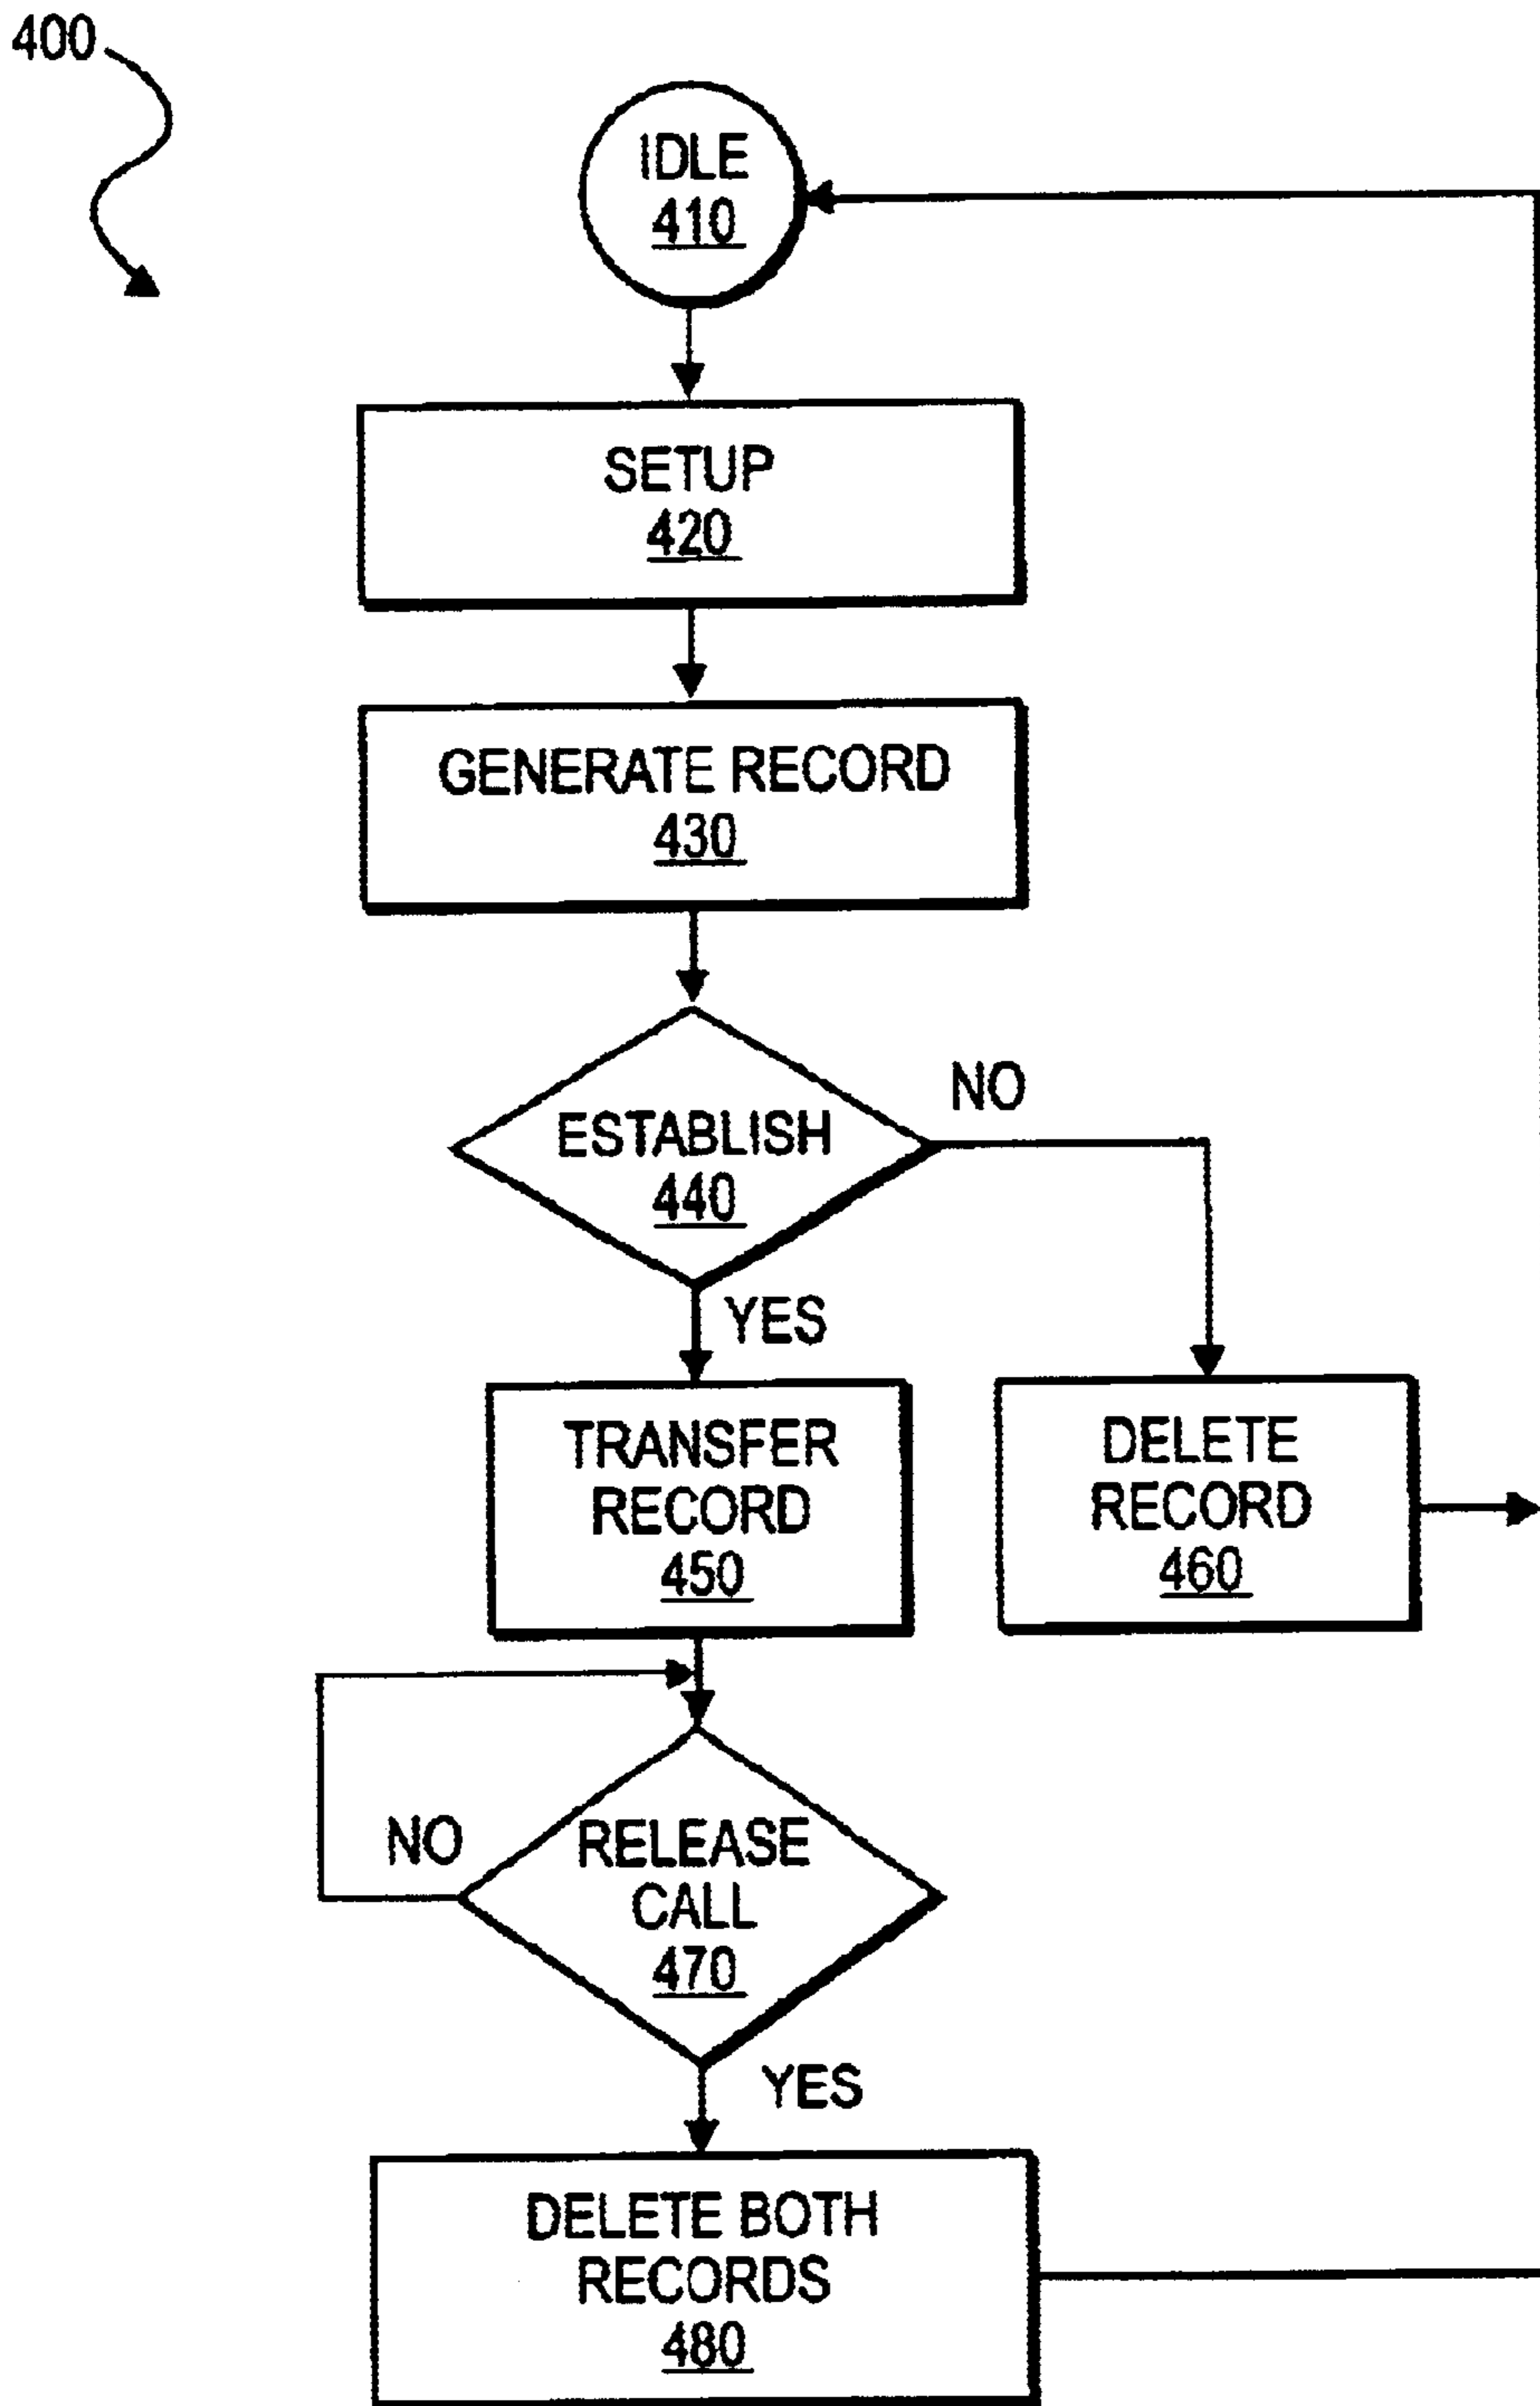 400
IDLE
410
SETUP
420
GENERATE RECORD
430
ESTABLISH
440
NO
YES
TRANSFER
RECORD
450
DELETE
RECORD
460
NO
RELEASE
CALL
470
YES
DELETE BOTH
RECORDS
480